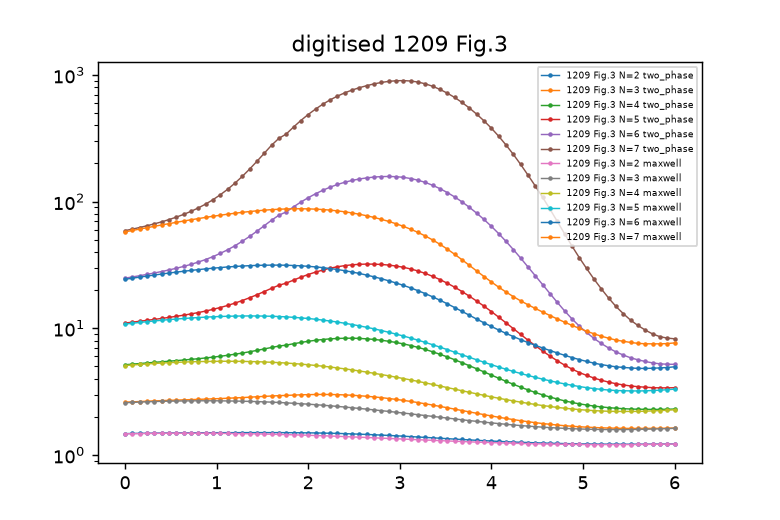 digitised 1209 Fig.3
10³
10²
10¹
10⁰
1209 Fig.3 N=2 two_phase
1209 Fig.3 N=3 two_phase
1209 Fig.3 N=4 two_phase
1209 Fig.3 N=5 two_phase
1209 Fig.3 N=6 two_phase
1209 Fig.3 N=7 two_phase
1209 Fig.3 N=2 maxwell
1209 Fig.3 N=3 maxwell
1209 Fig.3 N=4 maxwell
1209 Fig.3 N=5 maxwell
1209 Fig.3 N=6 maxwell
1209 Fig.3 N=7 maxwell
0 1 2 3 4 5 6